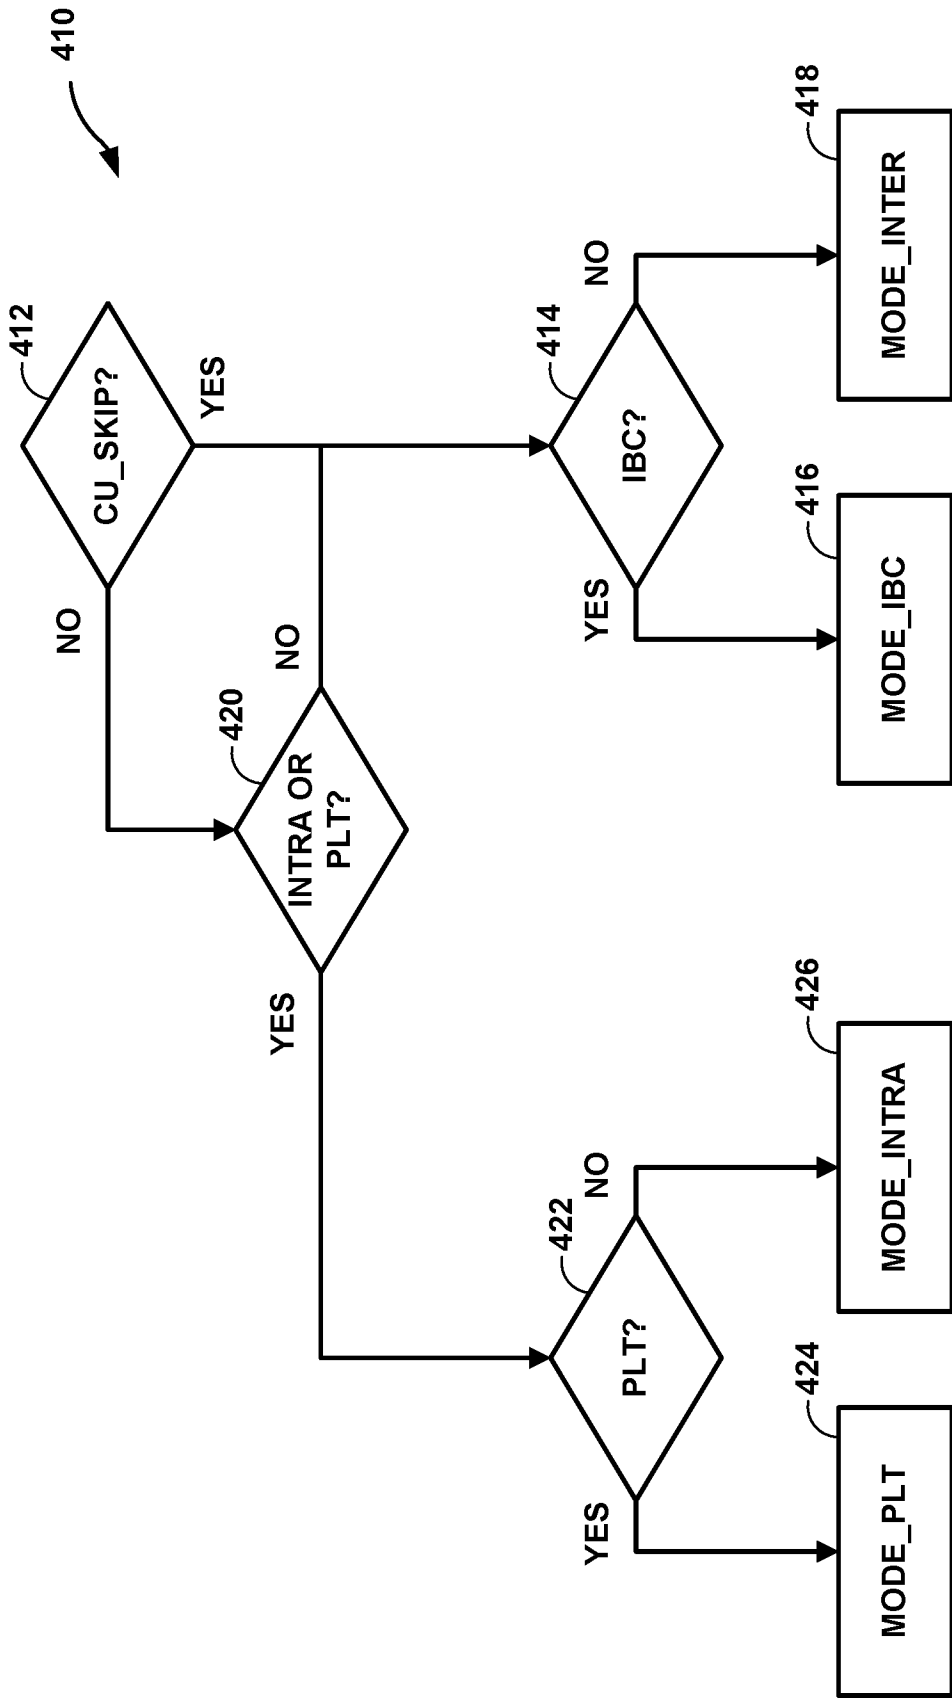 410
412
CU_SKIP?
NO
YES
420
INTRA OR
PLT?
YES
NO
422
PLT?
YES
NO
414
IBC?
YES
NO
424
MODE_PLT
426
MODE_INTRA
416
MODE_IBC
418
MODE_INTER